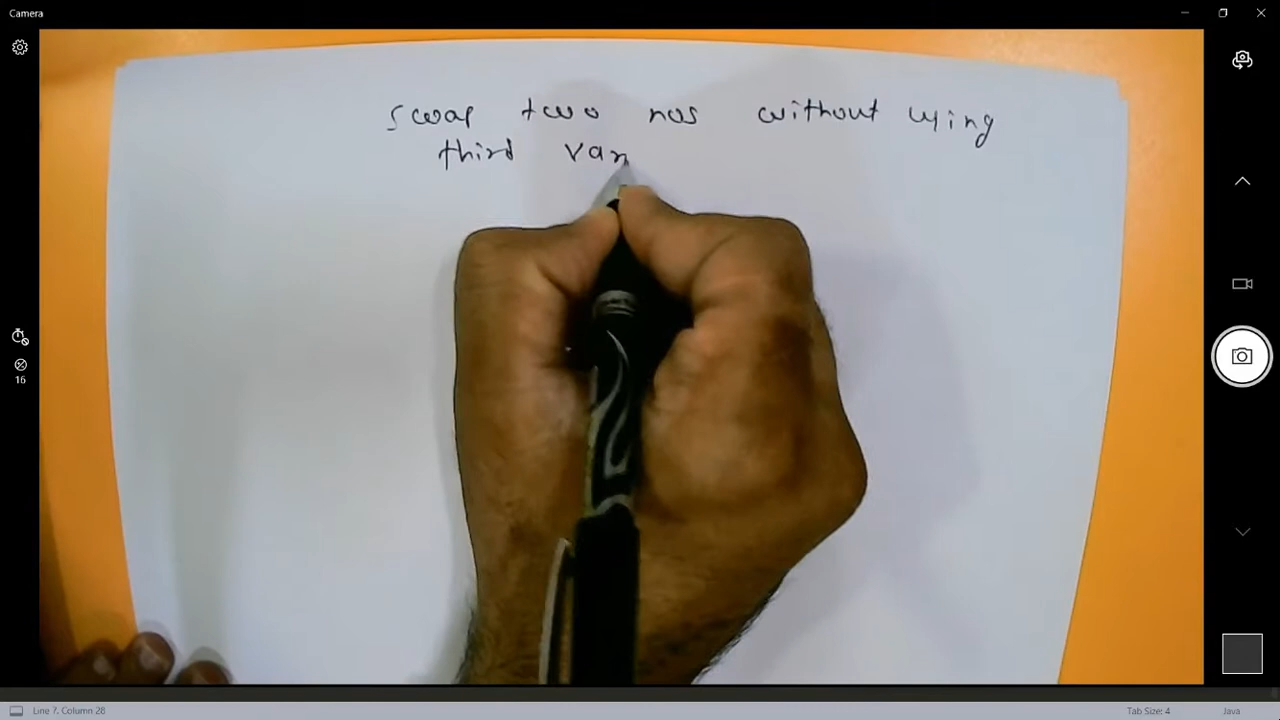 Camera
swap two nos without using
third var
16
Line 7, Column 28
Tab Size: 4
Java